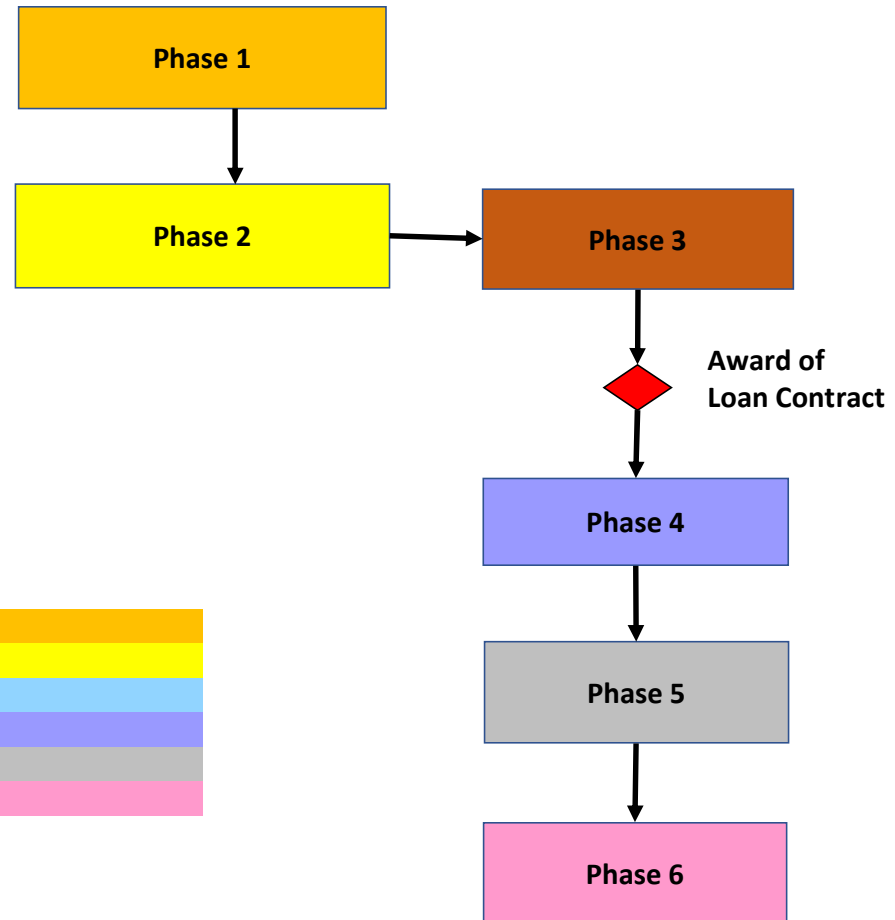 Phase 1
Phase 2
Phase 3
Award of
Loan Contract
Phase 4
Phase 5
Phase 6